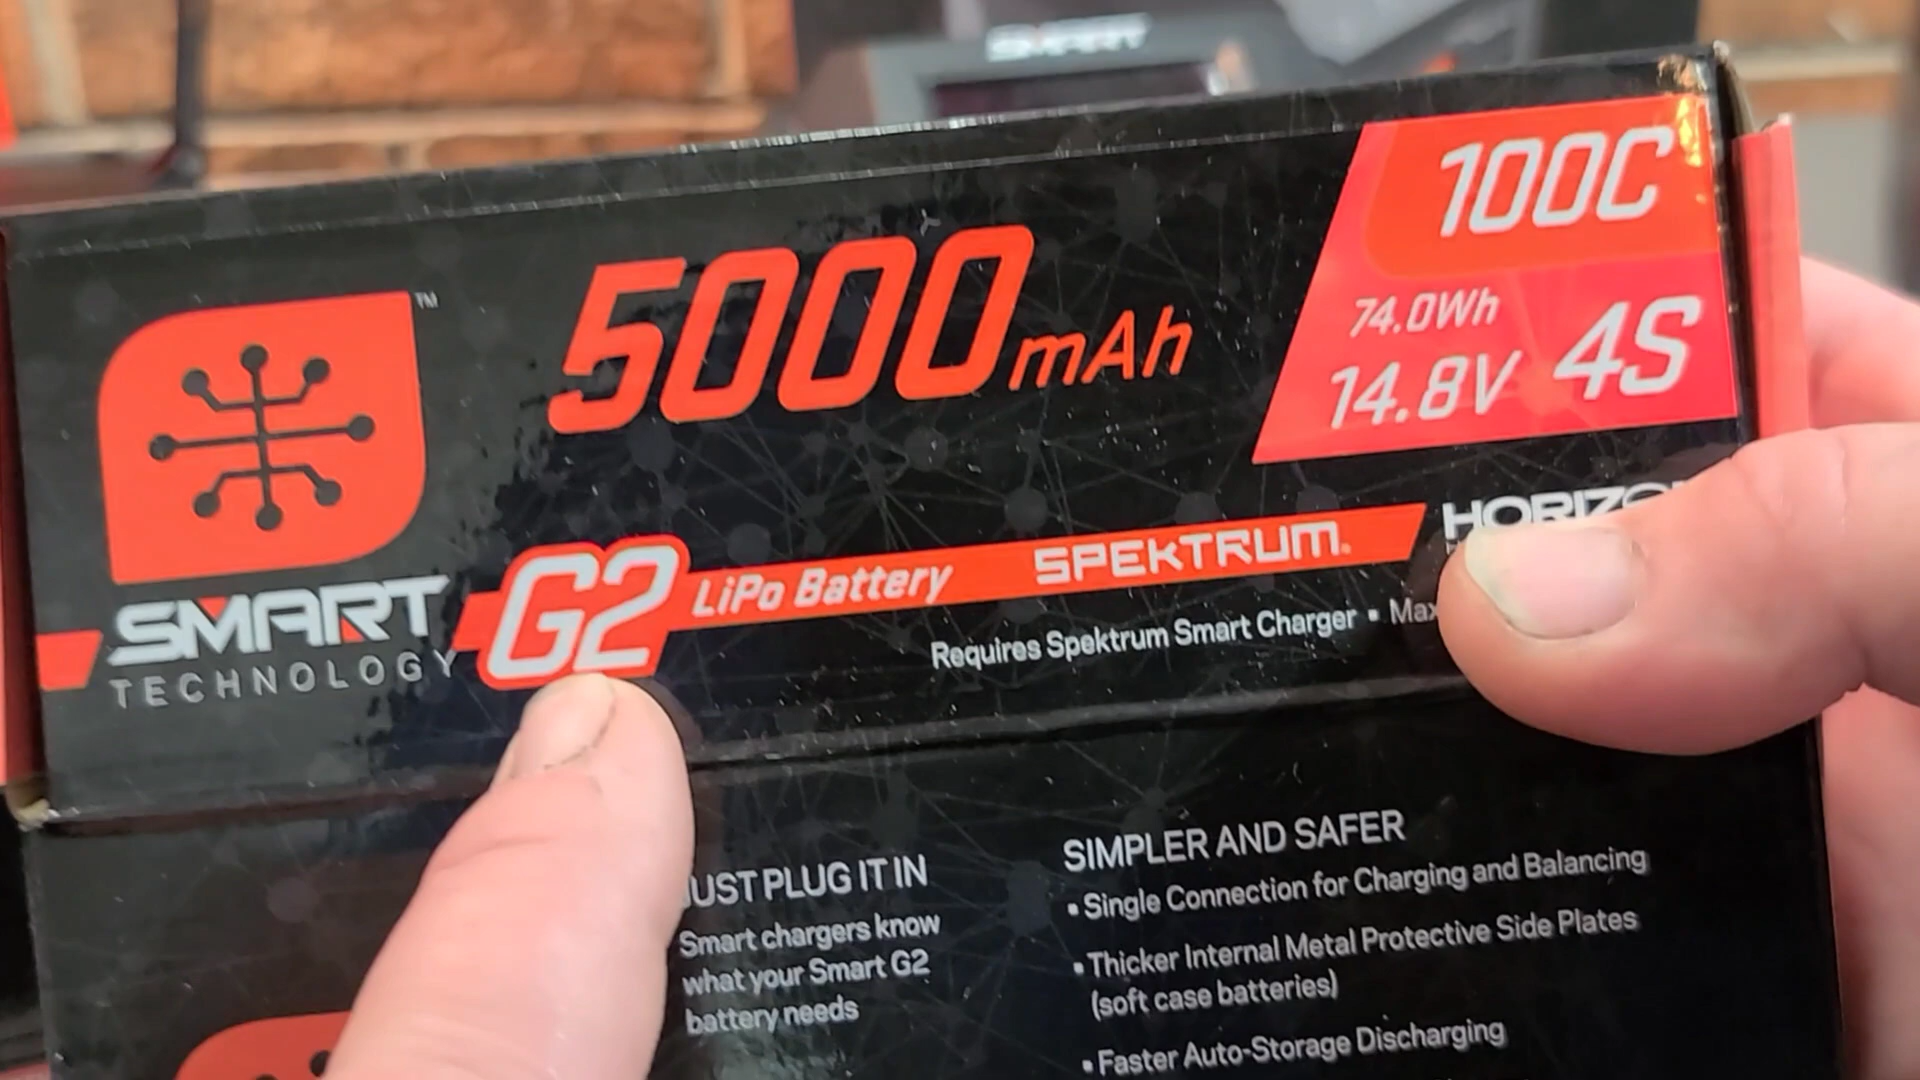 SMART
100C
5000mAh
74.0Wh
14.8V 4S
TM
SMART
TECHNOLOGY
G2 LiPo Battery SPEKTRUM.
Requires Spektrum Smart Charger •
JUST PLUG IT IN
Smart chargers know
what your Smart G2
battery needs
SIMPLER AND SAFER
• Single Connection for Charging and Balancing
• Thicker Internal Metal Protective Side Plates
(soft case batteries)
• Faster Auto-Storage Discharging